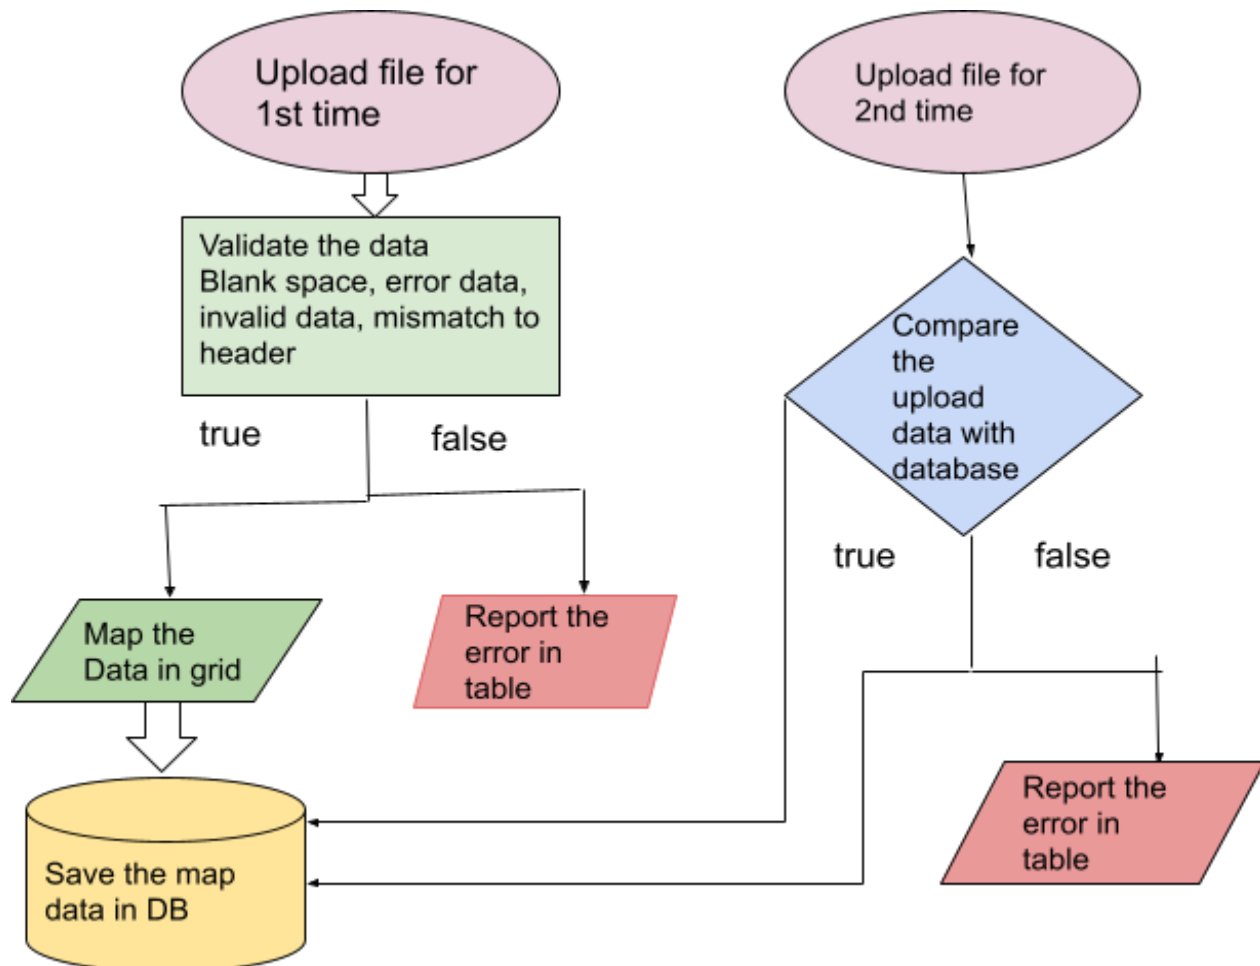 Upload file for
1st time
Upload file for
2nd time
Validate the data
Blank space, error data,
invalid data, mismatch to
header
Compare
the
upload
data with
database
true
false
true
false
Map the
Data in grid
Report the
error in
table
Report the
error in
table
Save the map
data in DB